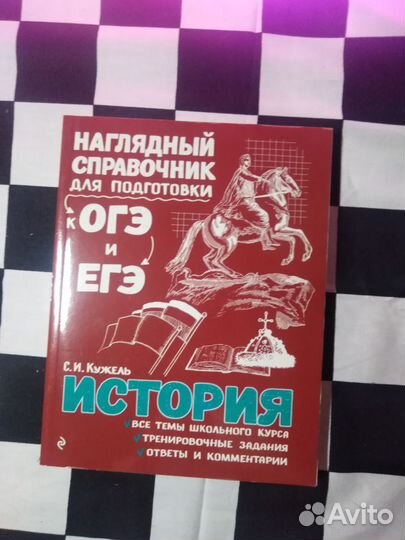 НАГЛЯДНЫЙ
СПРАВОЧНИК
ДЛЯ ПОДГОТОВКИ
К ОГЭ
И
ЕГЭ
С.И. КУЖЕЛЬ
ИСТОРИЯ
ВСЕ ТЕМЫ ШКОЛЬНОГО КУРСА
ТРЕНИРОВОЧНЫЕ ЗАДАНИЯ
ОТВЕТЫ И КОММЕНТАРИИ
Avito